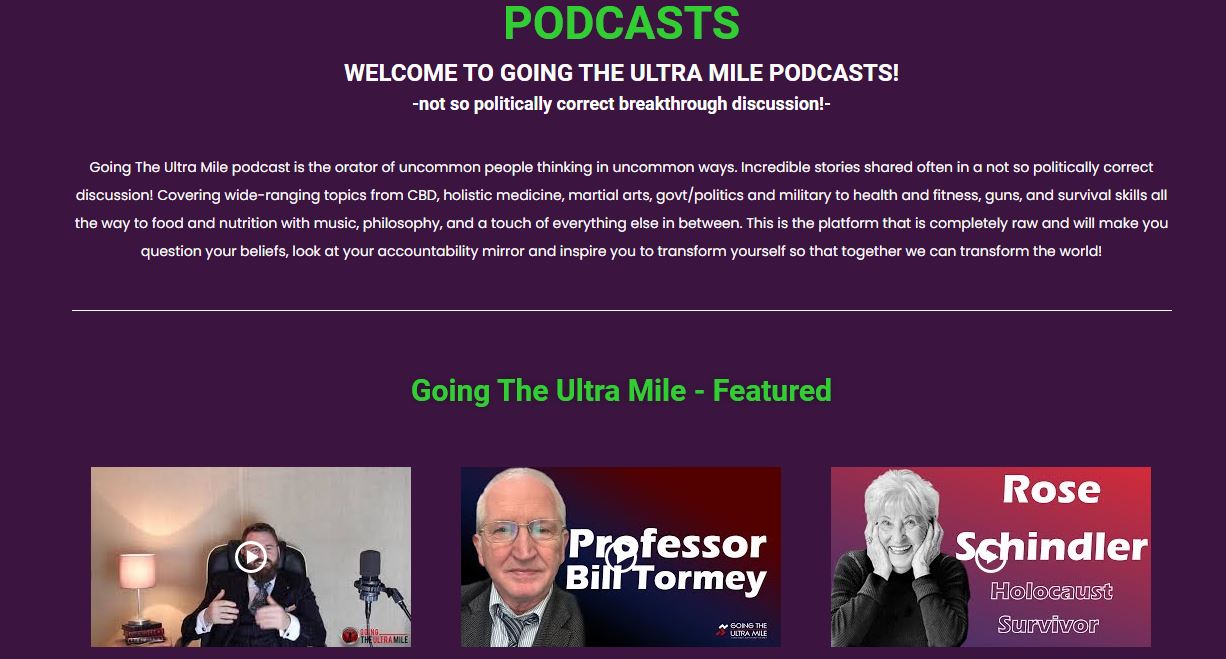 PODCASTS
WELCOME TO GOING THE ULTRA MILE PODCASTS!
-not so politically correct breakthrough discussion!-
Going The Ultra Mile podcast is the orator of uncommon people thinking in uncommon ways. Incredible stories shared often in a not so politically correct
discussion! Covering wide-ranging topics from CBD, holistic medicine, martial arts, govt/politics and military to health and fitness, guns, and survival skills all
the way to food and nutrition with music, philosophy, and a touch of everything else in between. This is the platform that is completely raw and will make you
question your beliefs, look at your accountability mirror and inspire you to transform yourself so that together we can transform the world!
Going The Ultra Mile - Featured
GOING
THE ULTRA MILE
Professor
Bill Tormey
GOING THE
ULTRA MILE
Rose
Schindler
Holocaust
Survivor